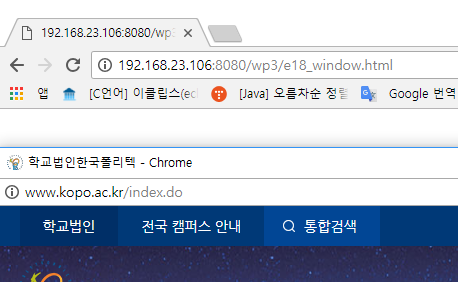 192.168.23.106:8080/wp3
192.168.23.106:8080/wp3/e18_window.html
앱 [C언어] 이클립스(ec [Java] 오름차순 정렬 Google 번역
학교법인한국폴리텍 - Chrome
www.kopo.ac.kr/index.do
학교법인 전국 캠퍼스 안내 통합검색